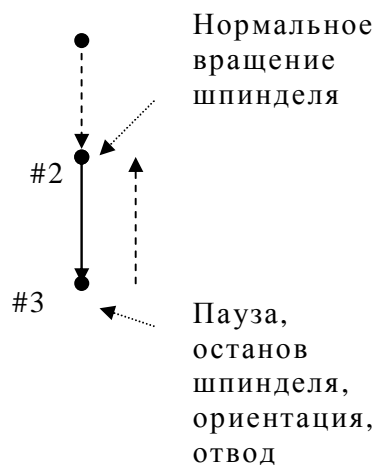 Нормальное
вращение
шпинделя
#2
#3
Пауза,
останов
шпинделя,
ориентация,
отвод